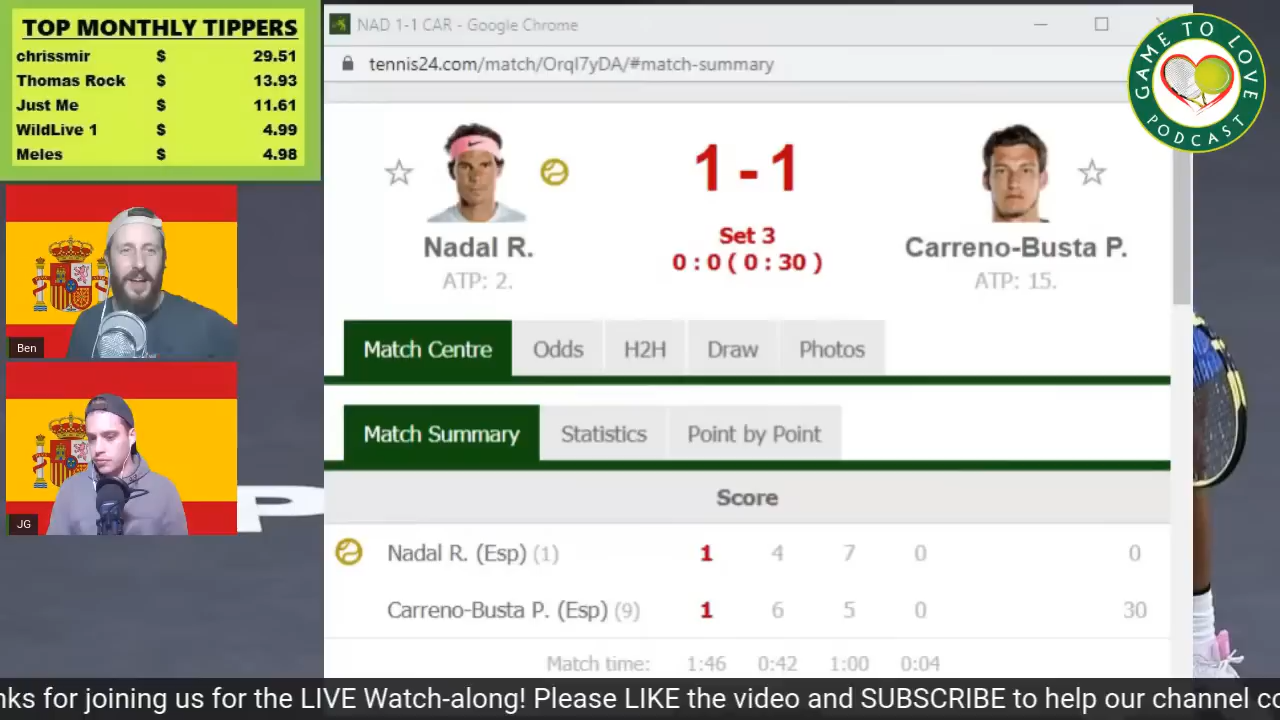 TOP MONTHLY TIPPERS
chrissmir $ 29.51
Thomas Rock $ 13.93
Just Me $ 11.61
WildLive 1 $ 4.99
Meles $ 4.98
NAD 1-1 CAR - Google Chrome
tennis24.com/match/OrqI7yDA/#match-summary
GAME TO LOVE
PODCAST
1 - 1
Set 3
0 : 0 ( 0 : 30 )
Nadal R.
ATP: 2.
Carreno-Busta P.
ATP: 15.
Match Centre Odds H2H Draw Photos
Match Summary Statistics Point by Point
Score
Nadal R. (Esp) (1) 1 4 7 0 0
Carreno-Busta P. (Esp) (9) 1 6 5 0 30
Match time: 1:46 0:42 1:00 0:04
Ben
JG
P
nks for joining us for the LIVE Watch-along! Please LIKE the video and SUBSCRIBE to help our channel co